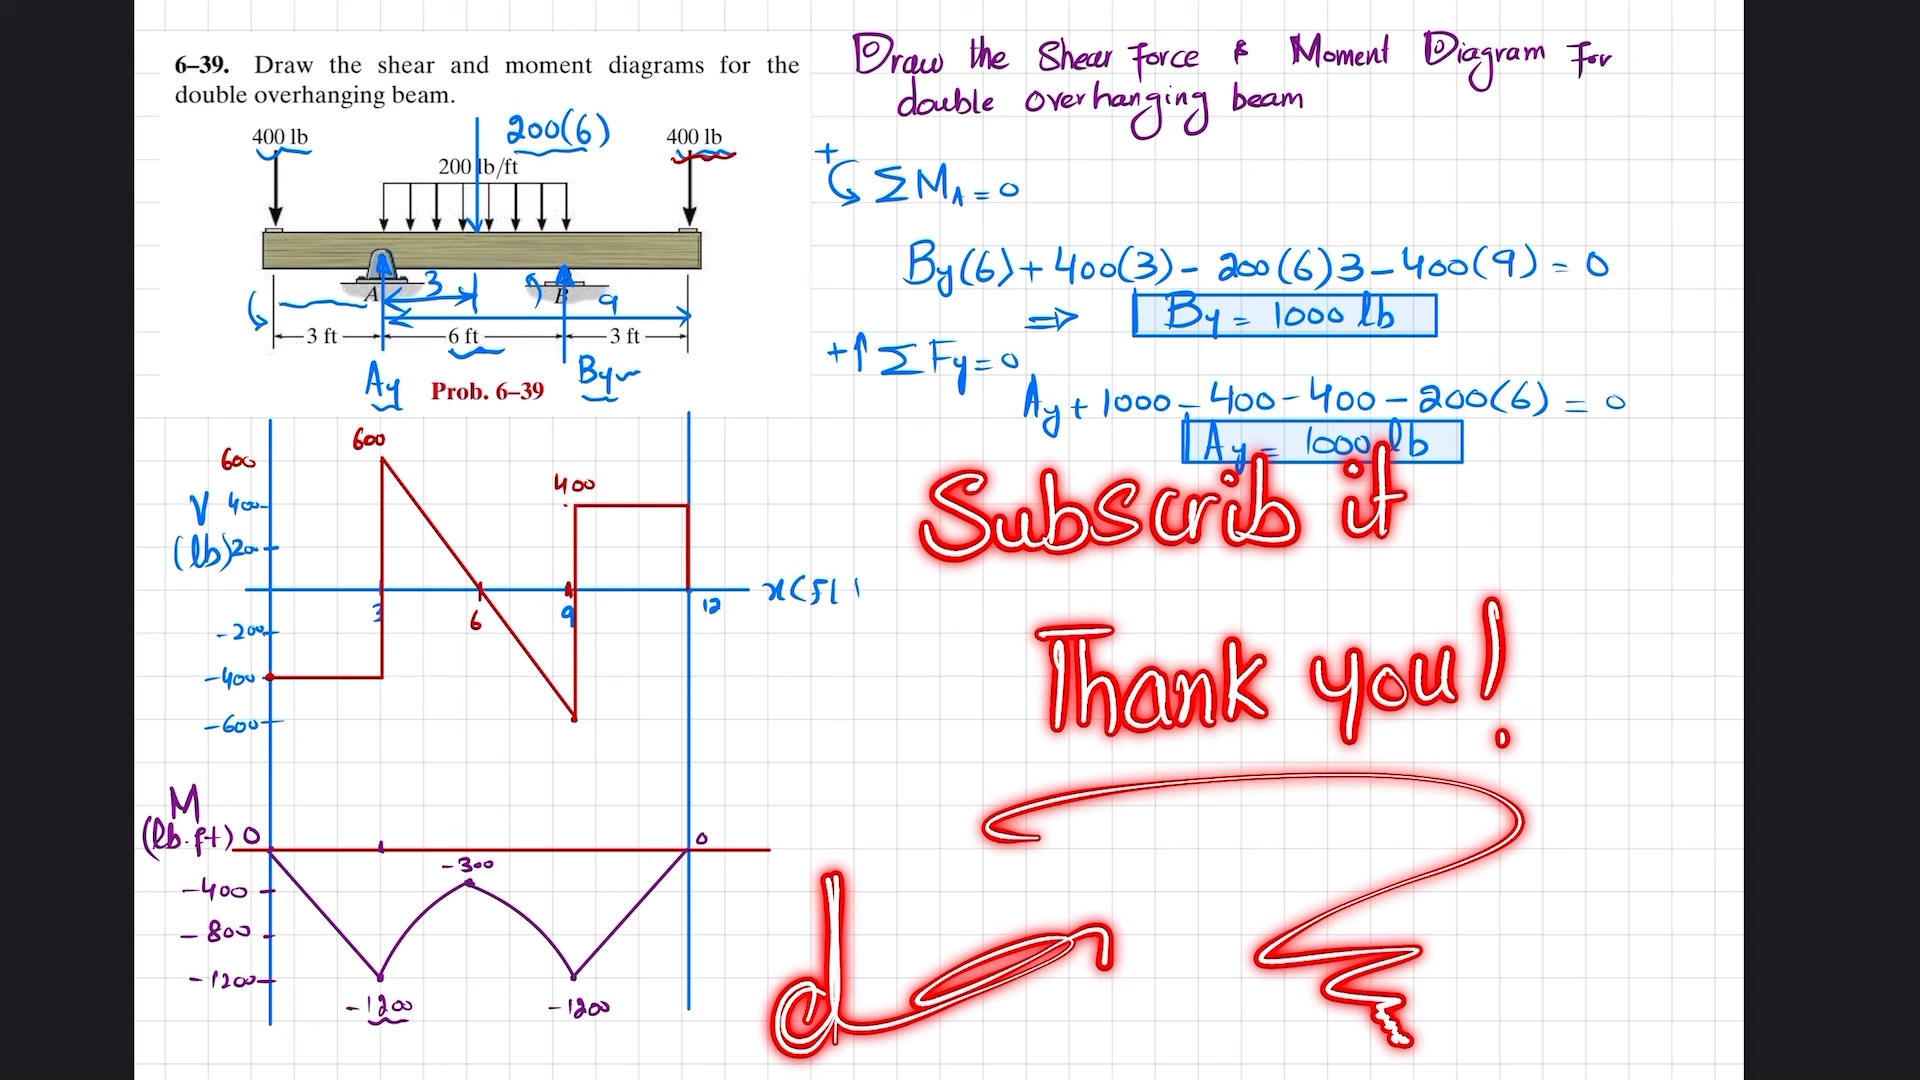 6–39. Draw the shear and moment diagrams for the
double overhanging beam.
400 lb
200(6)
400 lb
200 lb/ft
A
3
B
9
3 ft
6 ft
3 ft
Ay
By
Prob. 6–39
Draw the Shear Force & Moment Diagram For
double overhanging beam
+ ΣM_A = 0
By(6) + 400(3) - 200(6)3 - 400(9) = 0
⇒ By = 1000 lb
+↑ ΣFy = 0
Ay + 1000 - 400 - 400 - 200(6) = 0
Ay = 1000 lb
Subscrib it
Thank you!
600
600
V
(lb)
400
200
400
3
6
9
12
x(ft
-200
-400
-600
M
(lb.ft)
0
0
-300
-400
-800
-1200
-1200
-1200